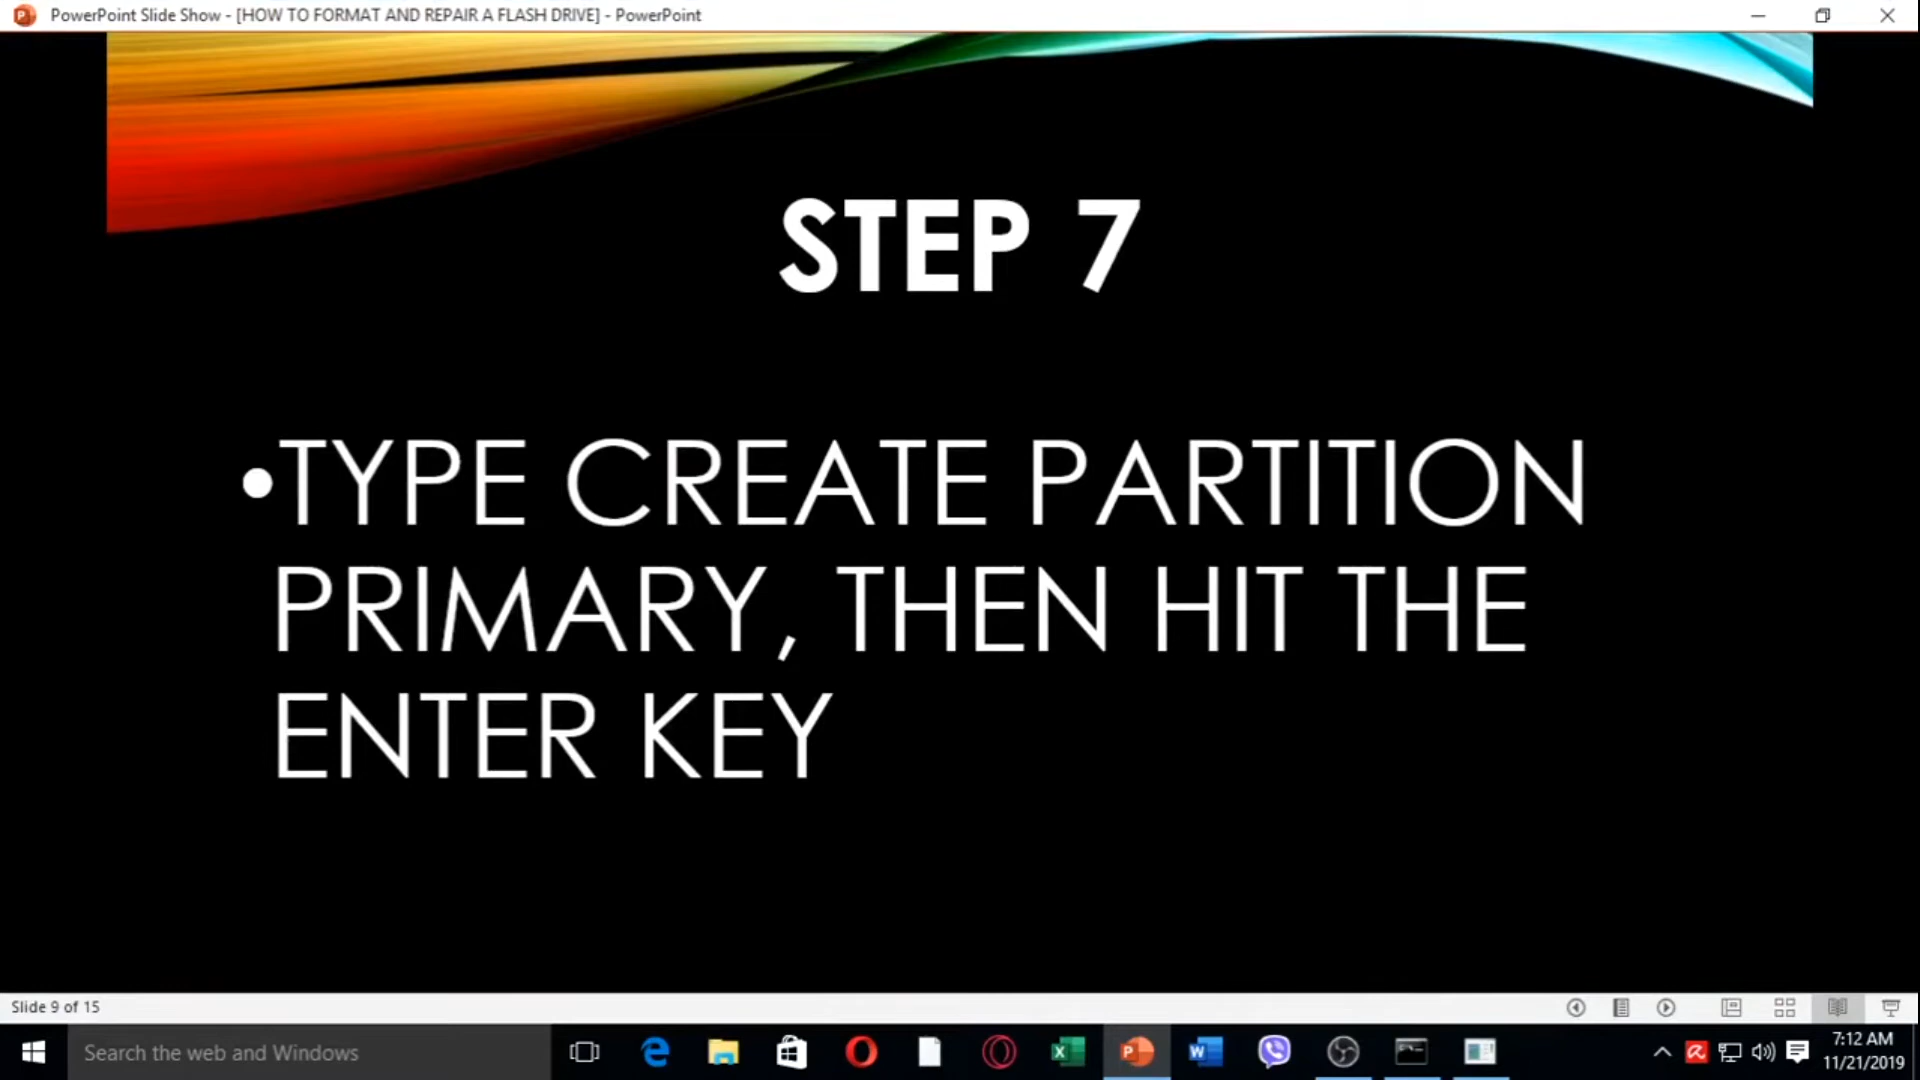 PowerPoint Slide Show - [HOW TO FORMAT AND REPAIR A FLASH DRIVE] - PowerPoint
STEP 7
•TYPE CREATE PARTITION
PRIMARY, THEN HIT THE
ENTER KEY
Slide 9 of 15
Search the web and Windows
7:12 AM
11/21/2019